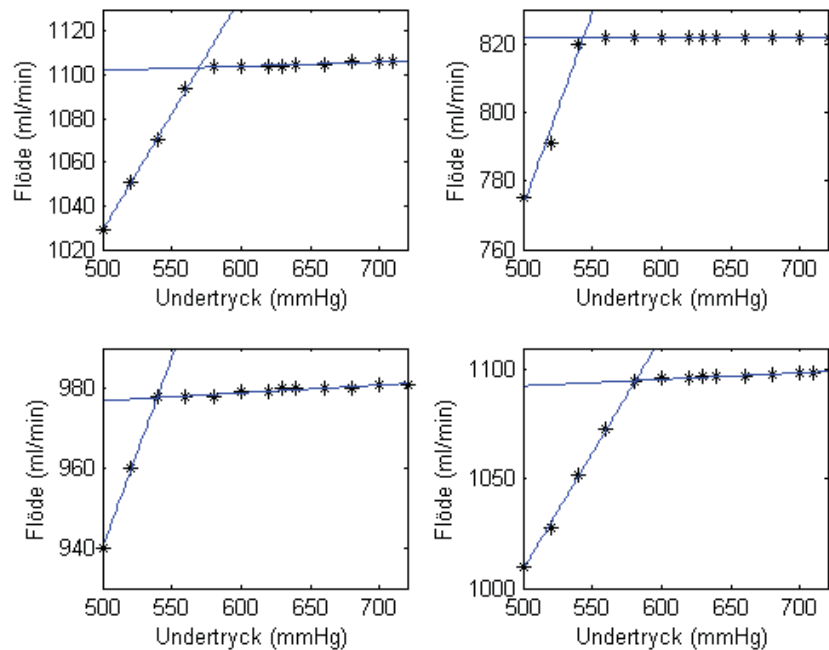 1120
1100
1080
1060
1040
1020
Flöde (ml/min)
500 550 600 650 700
Undertryck (mmHg)
820
800
780
760
Flöde (ml/min)
500 550 600 650 700
Undertryck (mmHg)
980
960
940
Flöde (ml/min)
500 550 600 650 700
Undertryck (mmHg)
1100
1050
1000
Flöde (ml/min)
500 550 600 650 700
Undertryck (mmHg)